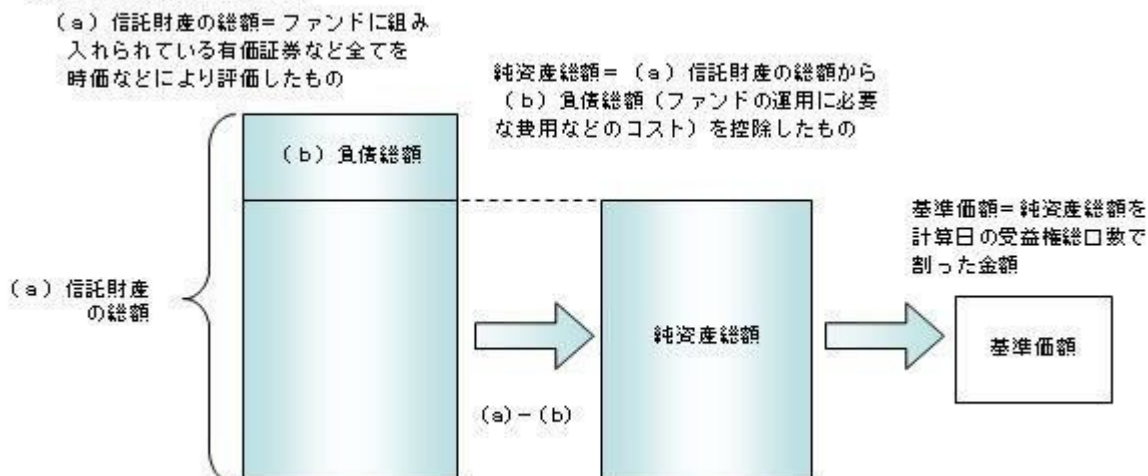 (a)信託財産の総額=ファンドに組み
入れられている有価証券など全てを
時価などにより評価したもの
純資産総額=(a)信託財産の総額から
(b)負債総額(ファンドの運用に必要
な費用などのコスト)を控除したもの
(b)負債総額
基準価額=純資産総額を
計算日の受益権総口数で
割った金額
(a)信託財産
の総額
純資産総額
基準価額
(a)-(b)